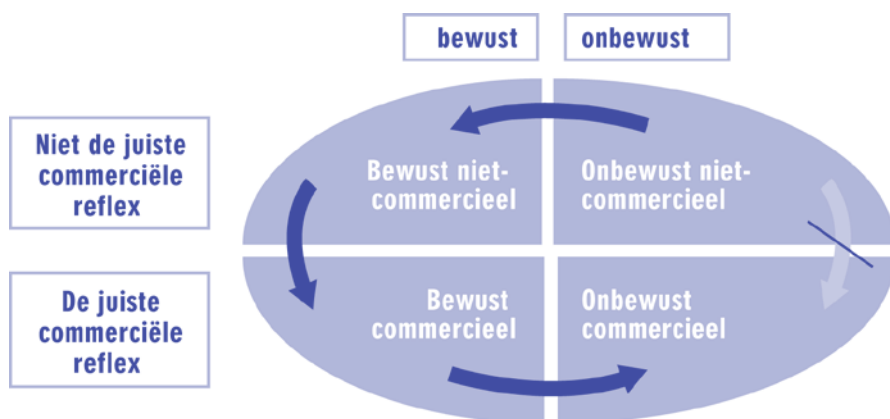 bewust
onbewust
Niet de juiste
commerciële
reflex
Bewust niet-
commercieel
Onbewust niet-
commercieel
De juiste
commerciële
reflex
Bewust
commercieel
Onbewust
commercieel